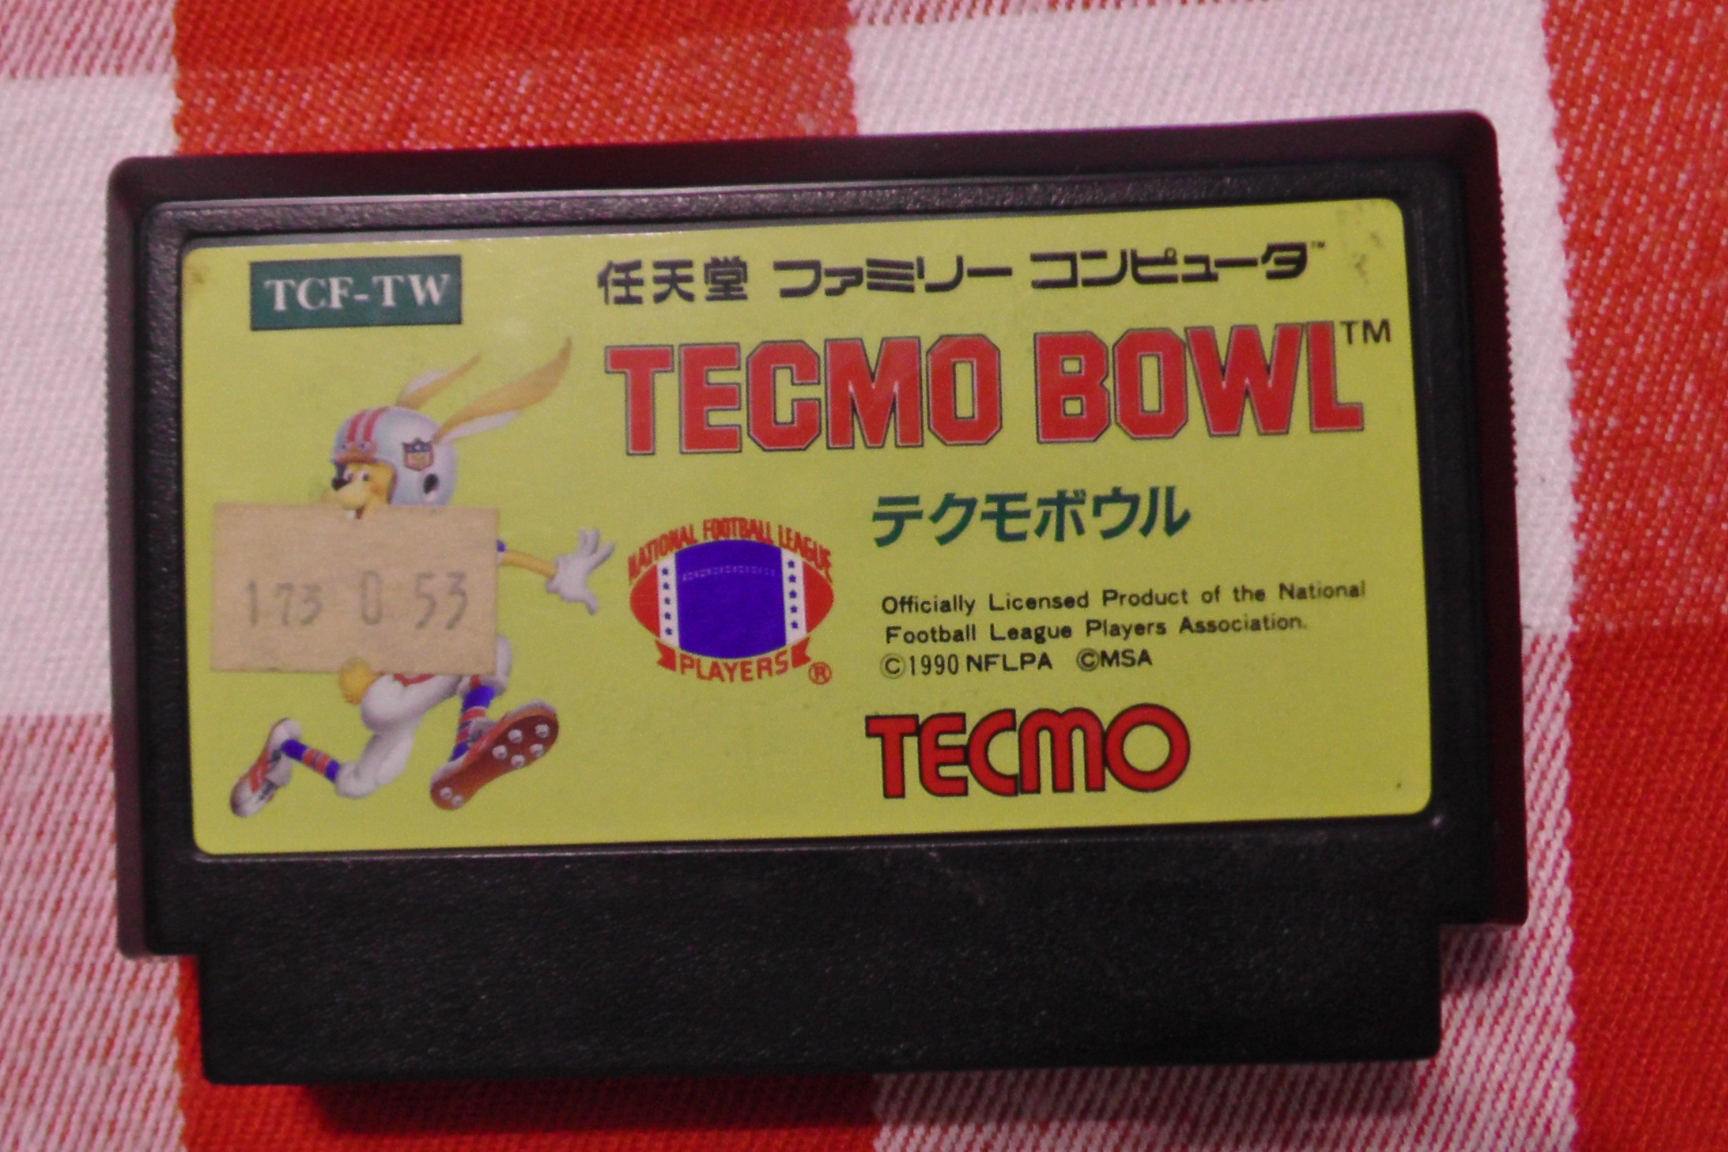 TCF-TW
任天堂 ファミリー コンピュータ™
TECMO BOWL™
テクモボウル
173 0 53
NATIONAL FOOTBALL LEAGUE
PLAYERS®
Officially Licensed Product of the National
Football League Players Association.
©1990 NFLPA ©MSA
TECMO